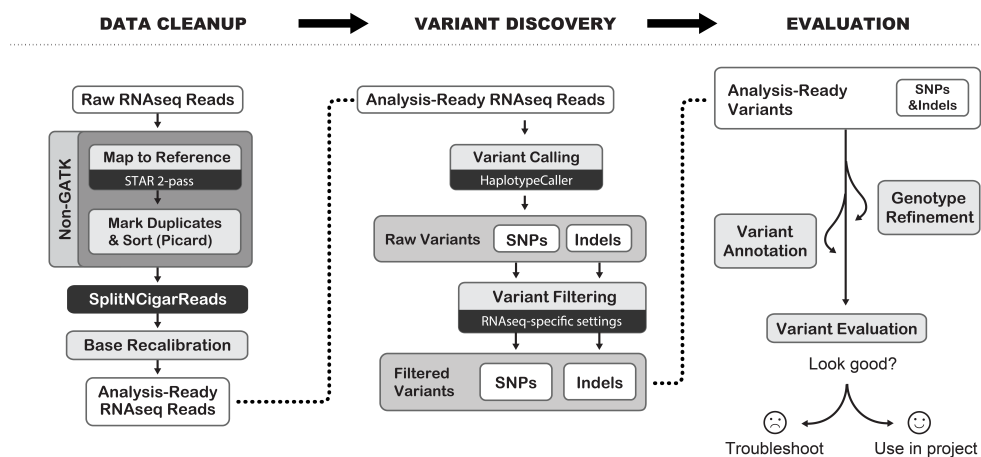 DATA CLEANUP
VARIANT DISCOVERY
EVALUATION
Raw RNAseq Reads
Non-GATK
Map to Reference
STAR 2-pass
Mark Duplicates
& Sort (Picard)
SplitNCigarReads
Base Recalibration
Analysis-Ready
RNAseq Reads
Analysis-Ready RNAseq Reads
Variant Calling
HaplotypeCaller
Raw Variants
SNPs
Indels
Variant Filtering
RNAseq-specific settings
Filtered
Variants
SNPs
Indels
Analysis-Ready
Variants
SNPs
&Indels
Genotype
Refinement
Variant
Annotation
Variant Evaluation
Look good?
Troubleshoot
Use in project